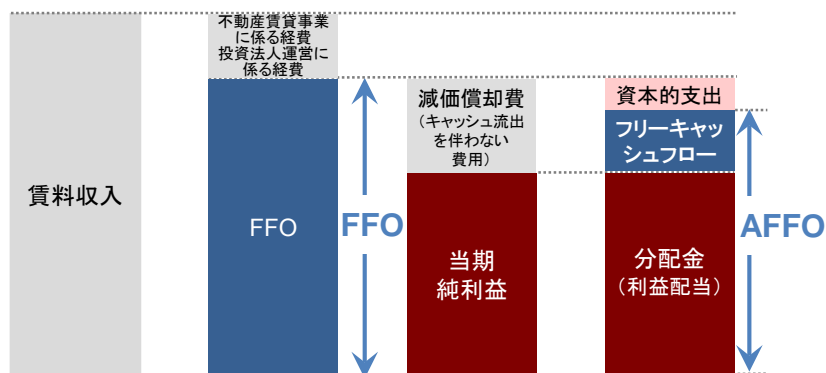 賃料収入
不動産賃貸事業
に係る経費
投資法人運営に
係る経費
FFO
FFO
減価償却費
（キャッシュ流出
を伴わない
費用）
当期
純利益
資本的支出
フリーキャッ
シュフロー
分配金
（利益配当）
AFFO